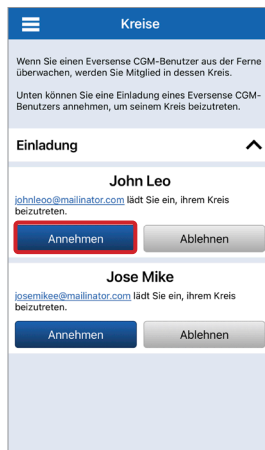 Kreise
Wenn Sie einen Eversense CGM-Benutzer aus der Ferne
überwachen, werden Sie Mitglied in dessen Kreis.
Unten können Sie eine Einladung eines Eversense CGM-
Benutzers annehmen, um seinem Kreis beizutreten.
Einladung
John Leo
johnleoo@mailinator.com lädt Sie ein, ihrem Kreis
beizutreten.
Annehmen Ablehnen
Jose Mike
josemikee@mailinator.com lädt Sie ein, ihrem Kreis
beizutreten.
Annehmen Ablehnen